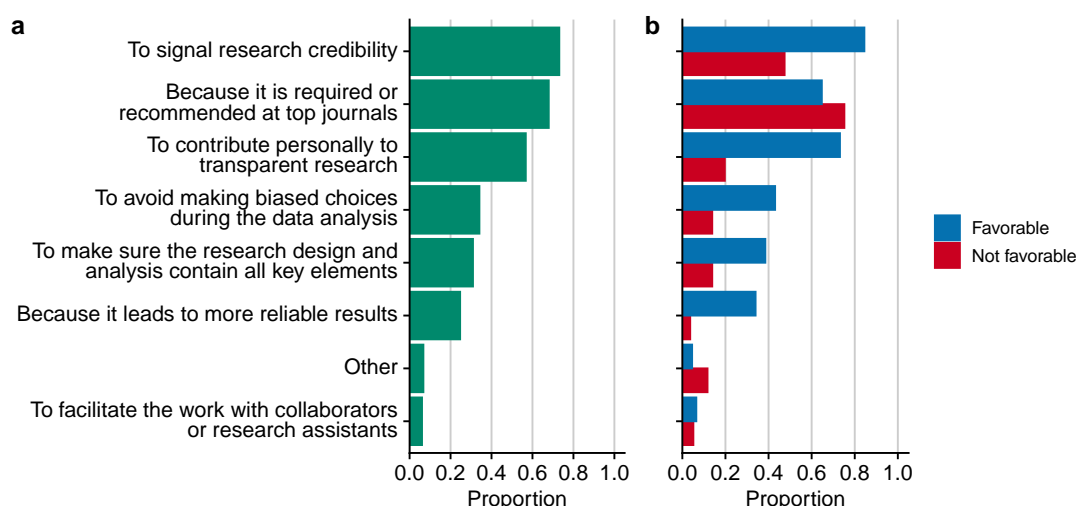 a
b
To signal research credibility
Because it is required or
recommended at top journals
To contribute personally to
transparent research
To avoid making biased choices
during the data analysis
To make sure the research design and
analysis contain all key elements
Because it leads to more reliable results
Other
To facilitate the work with collaborators
or research assistants
0.0 0.2 0.4 0.6 0.8 1.0
Proportion
0.0 0.2 0.4 0.6 0.8 1.0
Proportion
Favorable
Not favorable